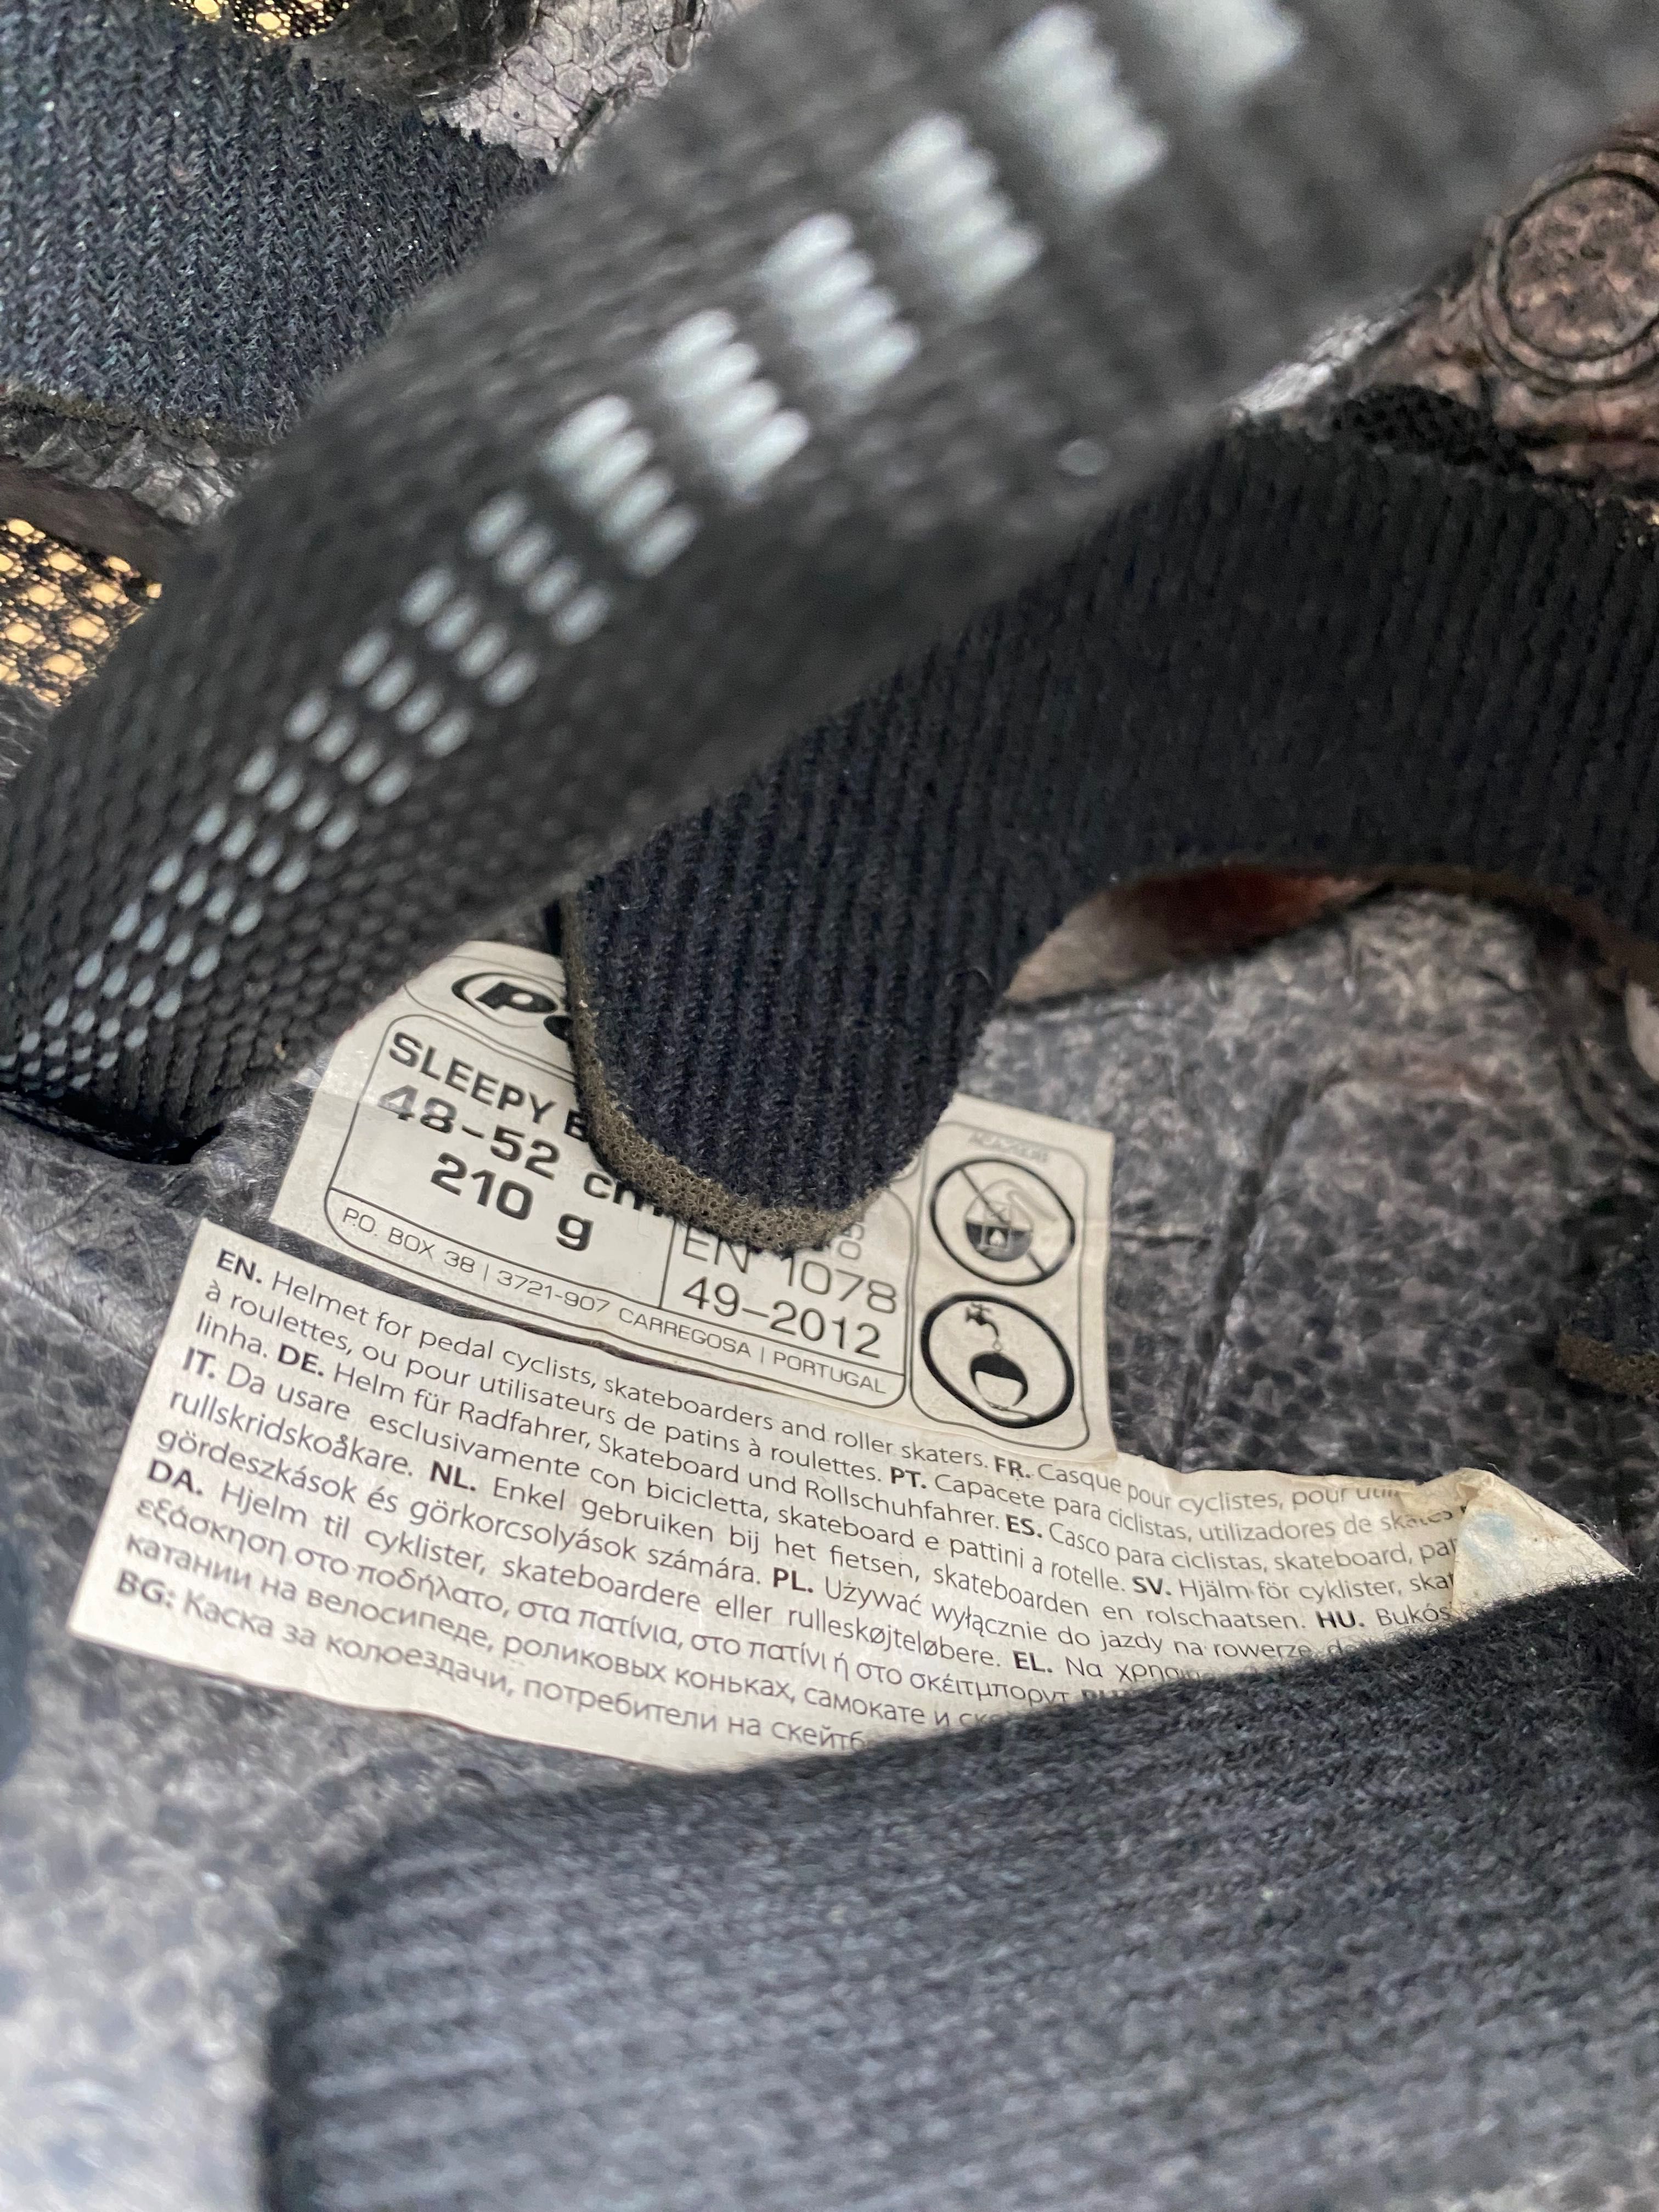 SLEEPY
48-52 cm
210 g
EN 1078
49-2012
P.O. BOX 38 | 3721-907 CARREGOSA | PORTUGAL
EN. Helmet for pedal cyclists, skateboarders and roller skaters. FR. Casque pour cyclistes, pour
à roulettes, ou pour utilisateurs de patins à roulettes. PT. Capacete para ciclistas, utilizadores de skates
linha. DE. Helm für Radfahrer, Skateboard und Rollschuhfahrer. ES. Casco para ciclistas, skateboard,
IT. Da usare esclusivamente con bicicletta, skateboard e pattini a rotelle. SV. Hjälm för cyklister,
rullskridskoåkare. NL. Enkel gebruiken bij het fietsen, skateboarden en rolschaatsen. HU.
gördeszkások és görkorcsolyások számára. PL. Używać wyłącznie do jazdy na rowerze,
DA. Hjelm til cyklister, skateboardere eller rulleskøjteløbere. EL. Να
εξάσκηση στο ποδήλατο, στα πατίνια, στο πατίνι ή στο σκέιτμπορντ
катании на велосипеде, роликовых коньках, самокате и
BG: Каска за колоездачи, потребители на